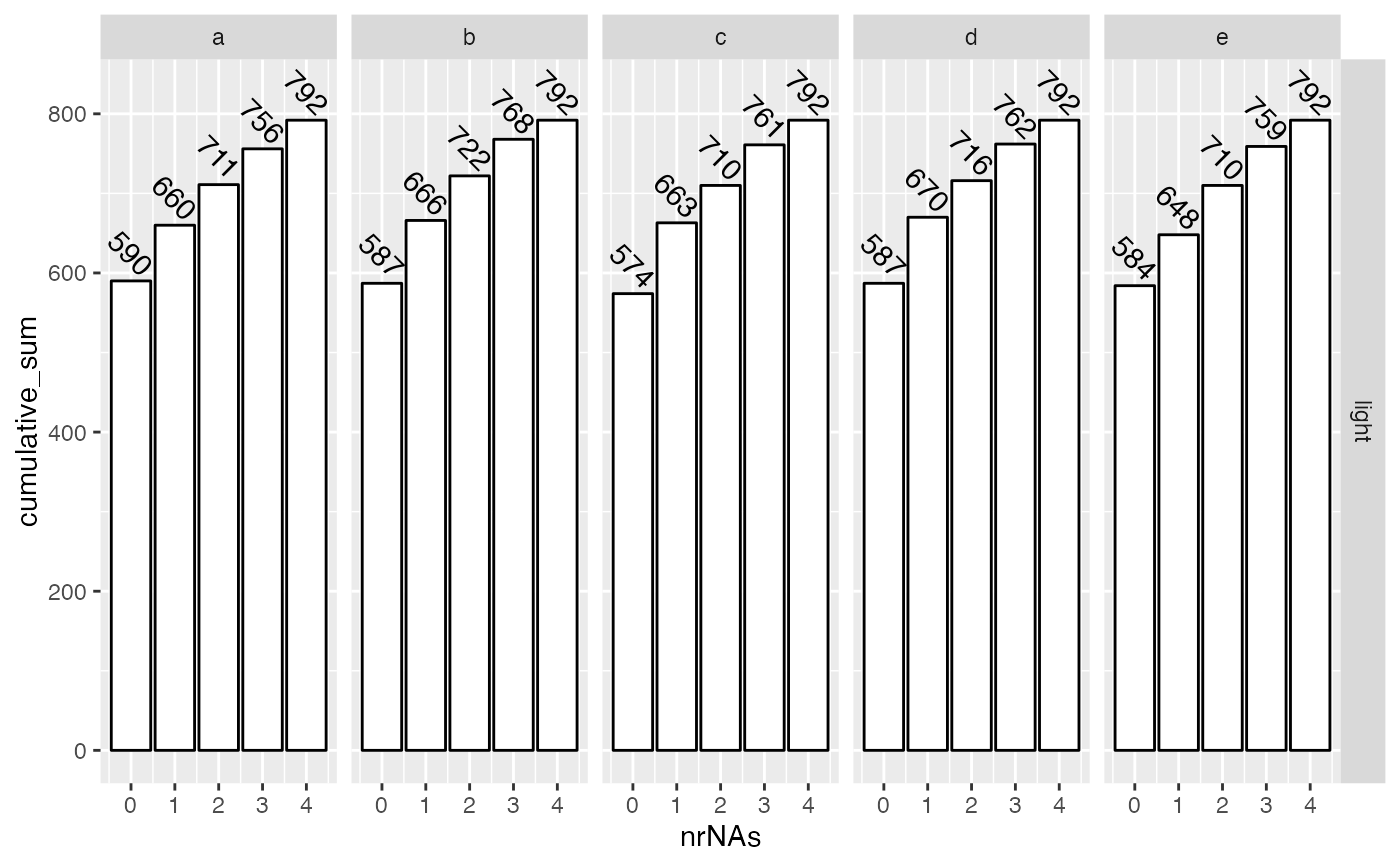 a b c d e
light
cumulative_sum
800
600
400
200
0
590 660 711 756 792
587 666 722 768 792
574 663 710 761 792
587 670 716 762 792
584 648 710 759 792
0 1 2 3 4 0 1 2 3 4 0 1 2 3 4 0 1 2 3 4 0 1 2 3 4
nrNAs